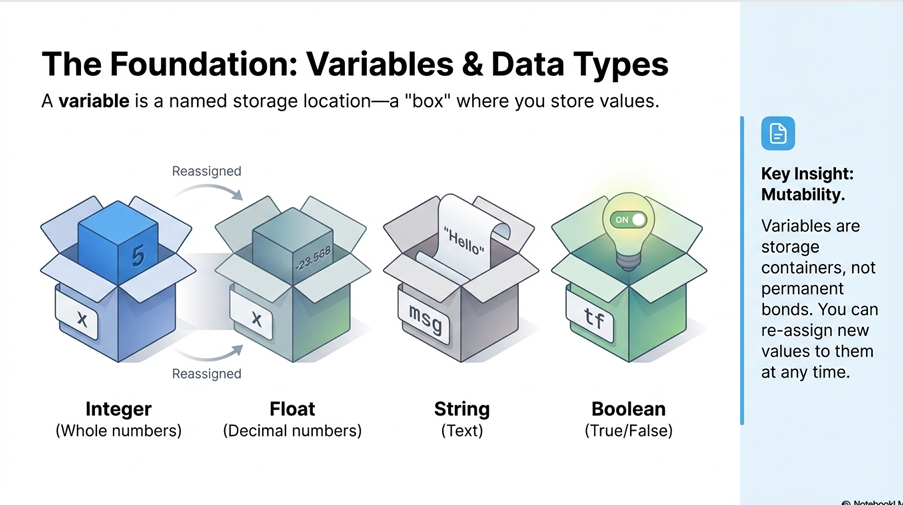 The Foundation: Variables & Data Types
A variable is a named storage location—a "box" where you store values.
Reassigned
5
x
-23.568
x
"Hello"
msg
ON
tf
Reassigned
Integer
(Whole numbers)
Float
(Decimal numbers)
String
(Text)
Boolean
(True/False)
Key Insight:
Mutability.
Variables are
storage
containers, not
permanent
bonds. You can
re-assign new
values to them
at any time.
NotebookLM